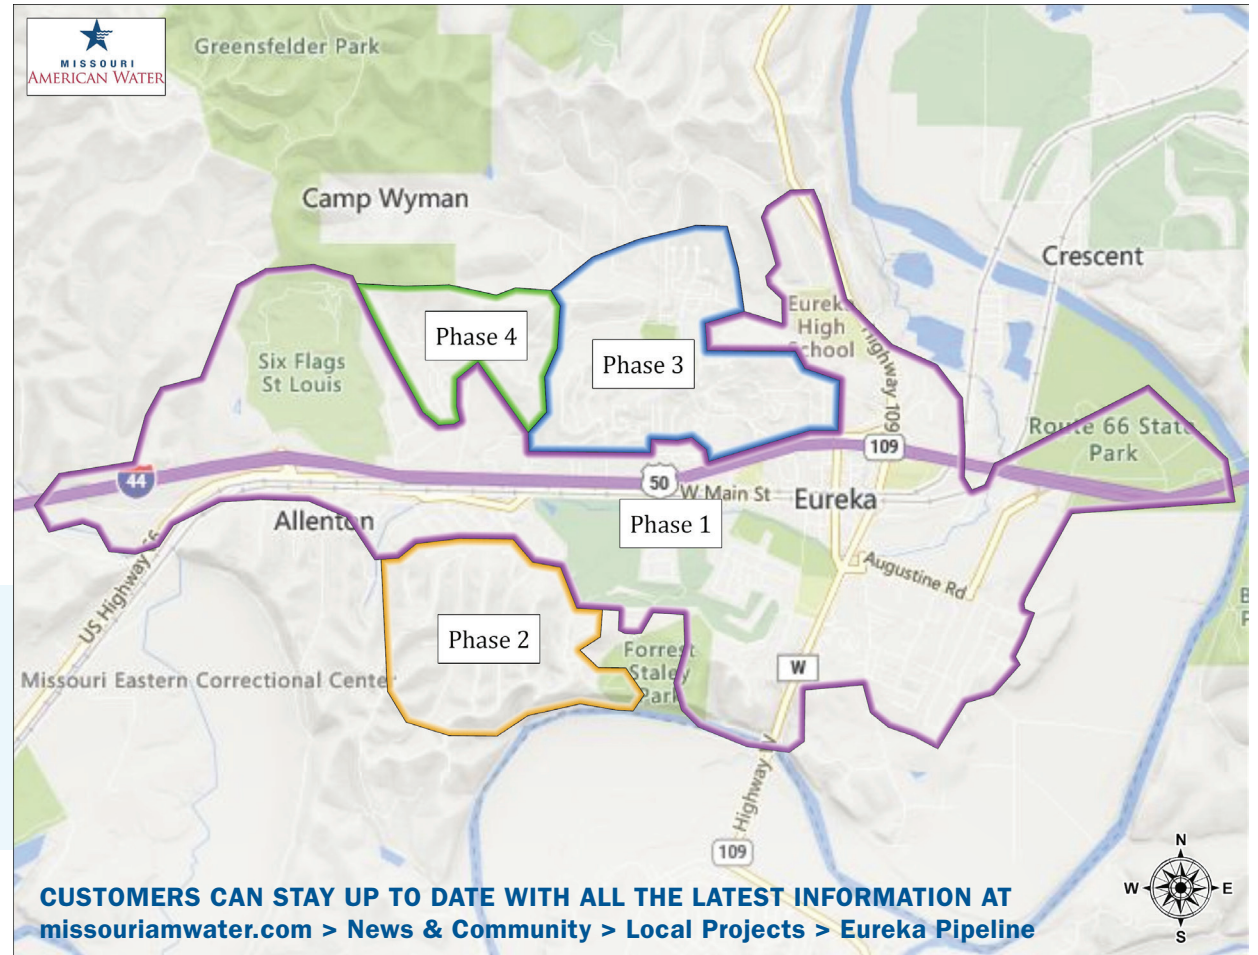 MISSOURI
AMERICAN WATER
Greensfelder Park
Camp Wyman
Crescent
Phase 4
Phase 3
Eureka
High
School
Highway 109
Six Flags
St Louis
Route 66 State
Park
109
44
50
W Main St
Eureka
Allenton
Phase 1
US Highway 66
Augustine Rd
Phase 2
Forrest
Staley
Park
W
Missouri Eastern Correctional Center
Highway W
109
N
W
E
S
CUSTOMERS CAN STAY UP TO DATE WITH ALL THE LATEST INFORMATION AT
missouriamwater.com > News & Community > Local Projects > Eureka Pipeline